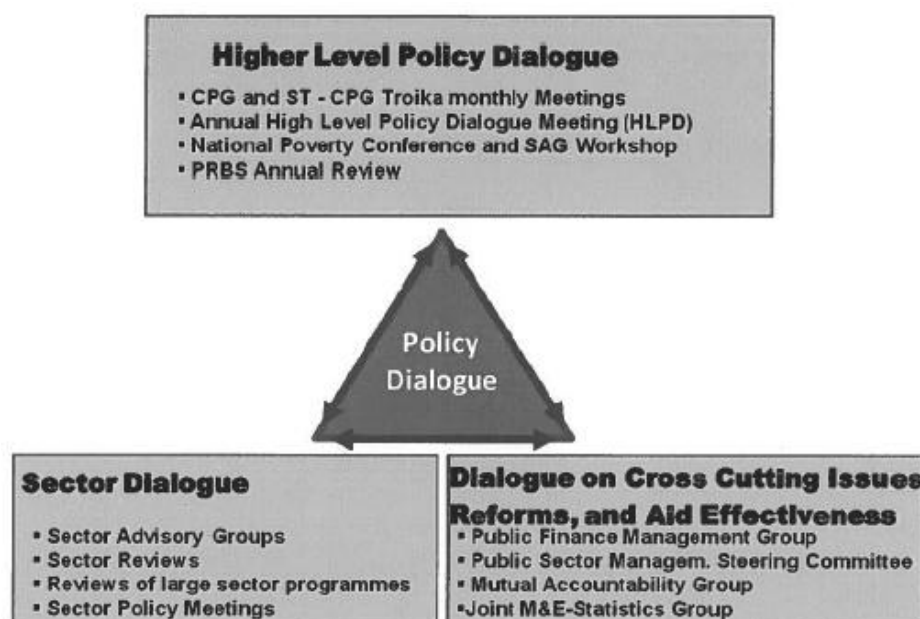 Higher Level Policy Dialogue
▪ CPG and ST - CPG Troika monthly Meetings
▪ Annual High Level Policy Dialogue Meeting (HLPD)
▪ National Poverty Conference and SAG Workshop
▪ PRBS Annual Review
Policy
Dialogue
Sector Dialogue
▪ Sector Advisory Groups
▪ Sector Reviews
▪ Reviews of large sector programmes
▪ Sector Policy Meetings
Dialogue on Cross Cutting Issues
Reforms, and Aid Effectiveness
▪ Public Finance Management Group
▪ Public Sector Managem. Steering Committee
▪ Mutual Accountability Group
▪Joint M&E-Statistics Group